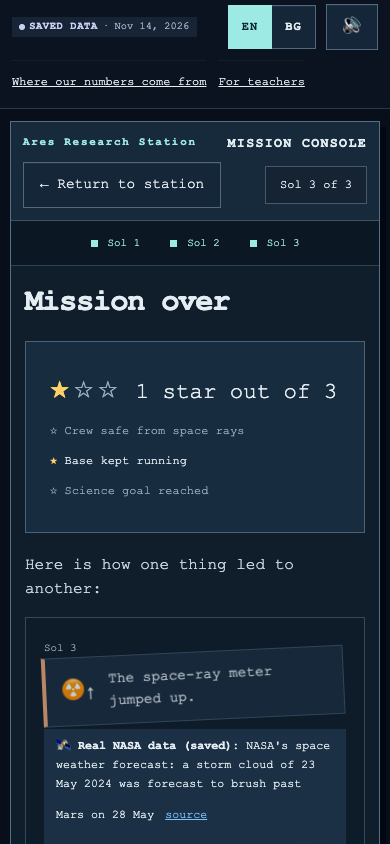 SAVED DATA · Nov 14, 2026
EN BG
Where our numbers come from For teachers
Ares Research Station MISSION CONSOLE
← Return to station Sol 3 of 3
Sol 1 Sol 2 Sol 3
Mission over
★☆☆ 1 star out of 3
☆ Crew safe from space rays
★ Base kept running
☆ Science goal reached
Here is how one thing led to
another:
Sol 3
↑ The space-ray meter
jumped up.
Real NASA data (saved): NASA's space
weather forecast: a storm cloud of 23
May 2024 was forecast to brush past
Mars on 28 May source